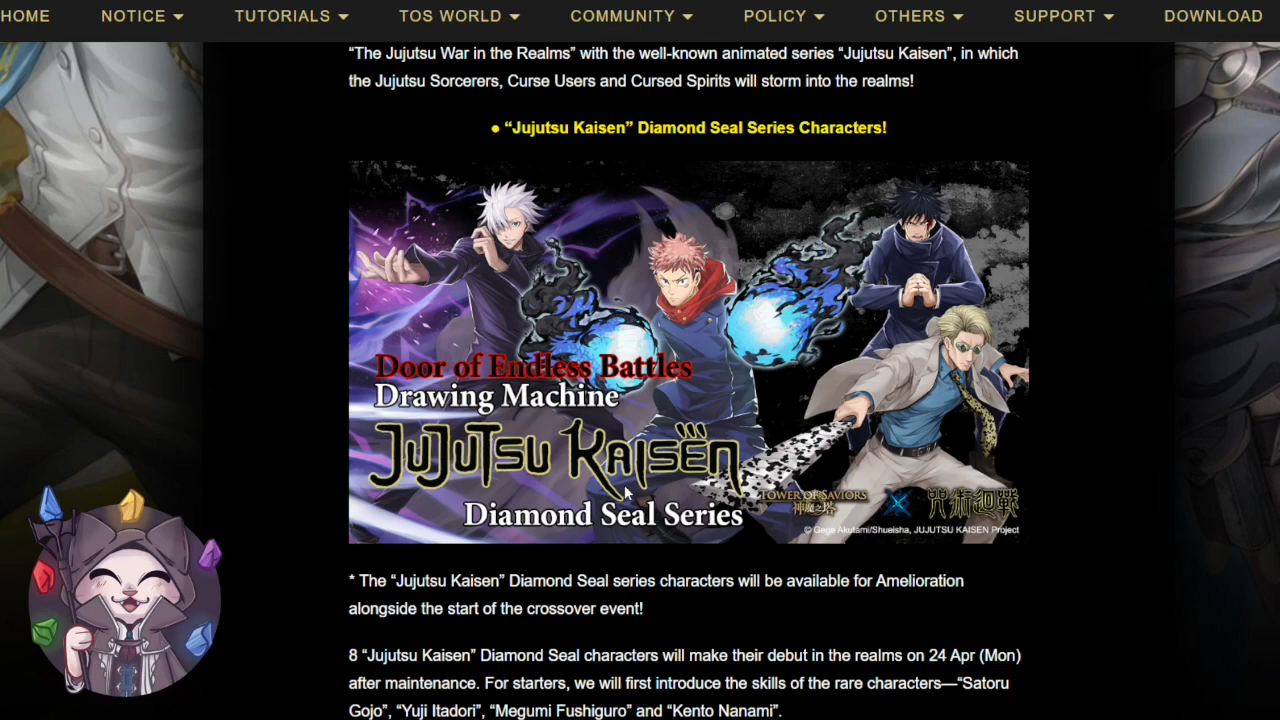 HOME NOTICE TUTORIALS TOS WORLD COMMUNITY POLICY OTHERS SUPPORT DOWNLOAD
“The Jujutsu War in the Realms” with the well-known animated series “Jujutsu Kaisen”, in which
the Jujutsu Sorcerers, Curse Users and Cursed Spirits will storm into the realms!
● “Jujutsu Kaisen” Diamond Seal Series Characters!
Door of Endless Battles
Drawing Machine
JUJUTSU KAISEN
Diamond Seal Series
TOWER OF SAVIORS
神魔之塔
咒術迴戰
© Gege Akutami/Shueisha, JUJUTSU KAISEN Project
* The “Jujutsu Kaisen” Diamond Seal series characters will be available for Amelioration
alongside the start of the crossover event!
8 “Jujutsu Kaisen” Diamond Seal characters will make their debut in the realms on 24 Apr (Mon)
after maintenance. For starters, we will first introduce the skills of the rare characters—“Satoru
Gojo”, “Yuji Itadori”, “Megumi Fushiguro” and “Kento Nanami”.